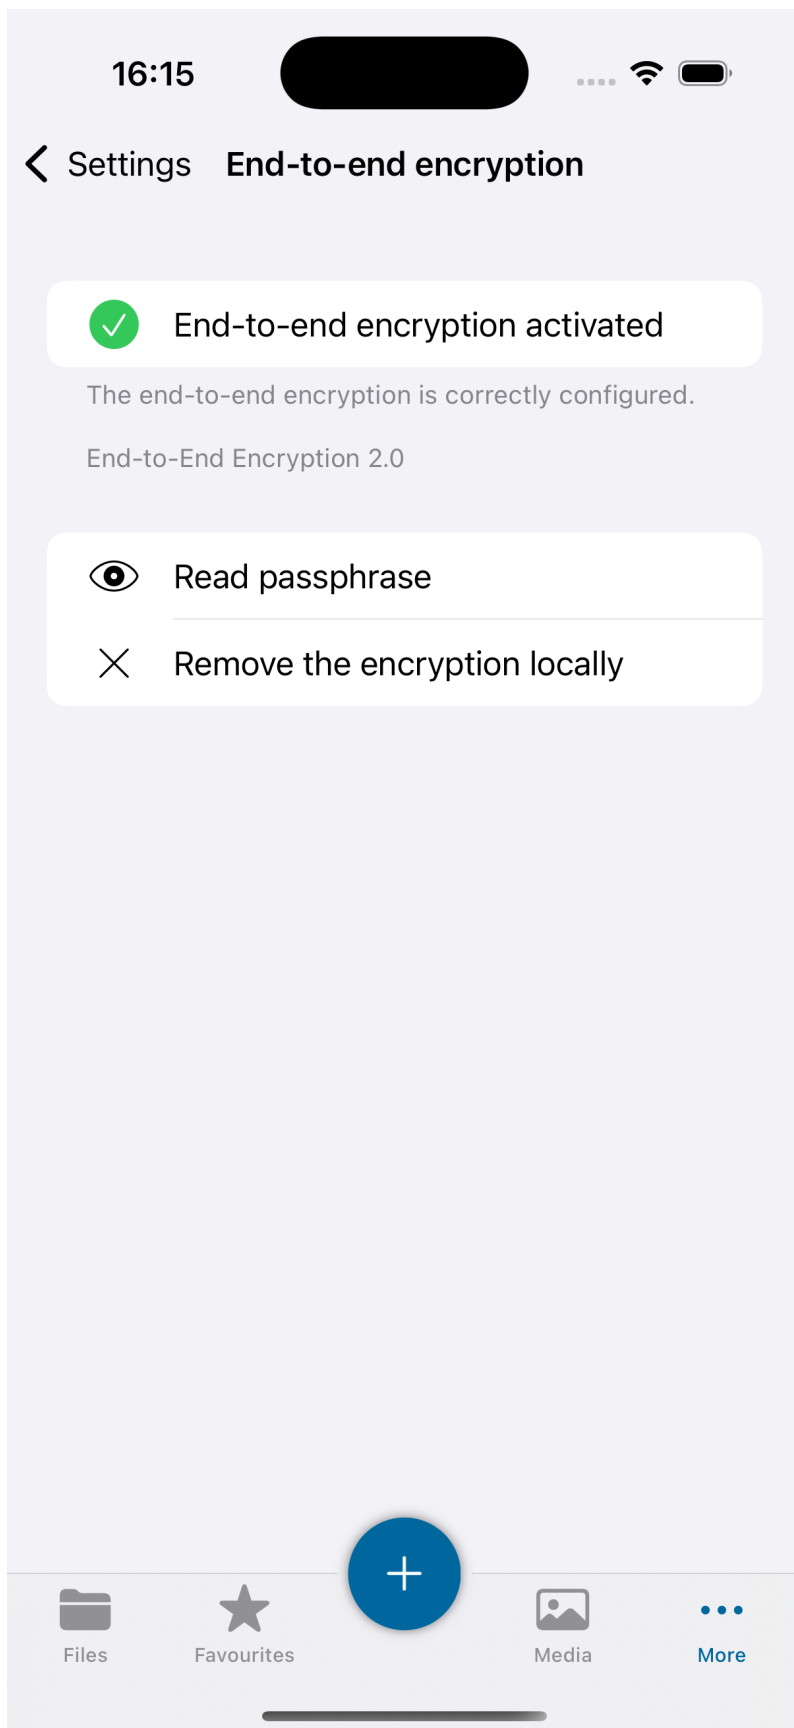 16:15
Settings End-to-end encryption
End-to-end encryption activated
The end-to-end encryption is correctly configured.
End-to-End Encryption 2.0
Read passphrase
Remove the encryption locally
Files Favourites Media More